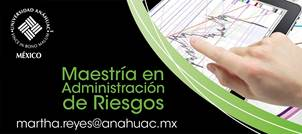 UNIVERSIDAD ANÁHUAC
MÉXICO
Maestría en
Administración
de Riesgos
martha.reyes@anahuac.mx